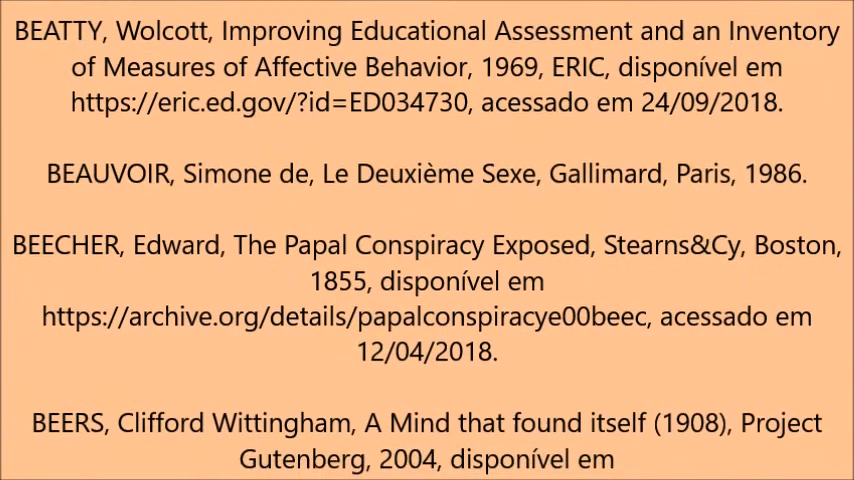 BEATTY, Wolcott, Improving Educational Assessment and an Inventory
of Measures of Affective Behavior, 1969, ERIC, disponível em
https://eric.ed.gov/?id=ED034730, acessado em 24/09/2018.
BEAUVOIR, Simone de, Le Deuxième Sexe, Gallimard, Paris, 1986.
BEECHER, Edward, The Papal Conspiracy Exposed, Stearns&Cy, Boston,
1855, disponível em
https://archive.org/details/papalconspiracye00beec, acessado em
12/04/2018.
BEERS, Clifford Wittingham, A Mind that found itself (1908), Project
Gutenberg, 2004, disponível em